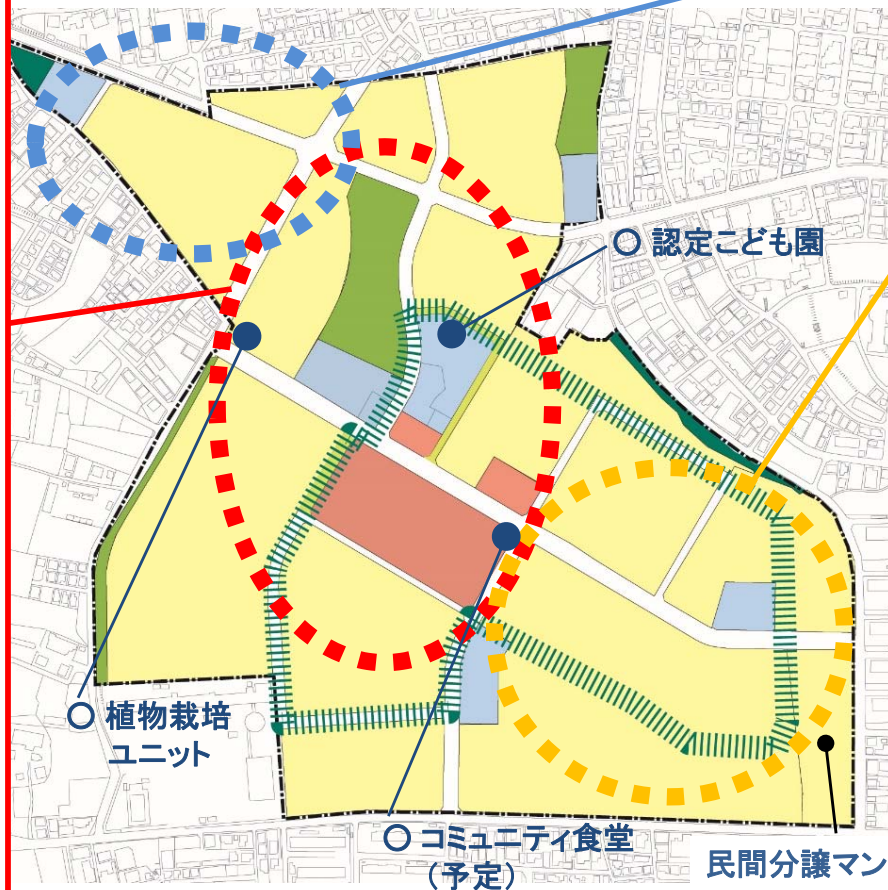 ○ 認定こども園
○ 植物栽培
ユニット
○ コミュニティ食堂
(予定)
民間分譲マン